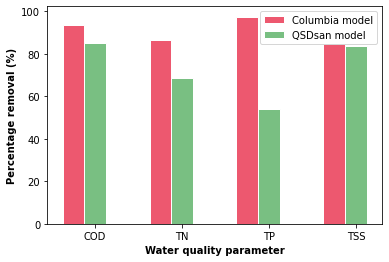 100
80
60
40
20
0
Percentage removal (%)
Columbia model
QSDsan model
COD TN TP TSS
Water quality parameter